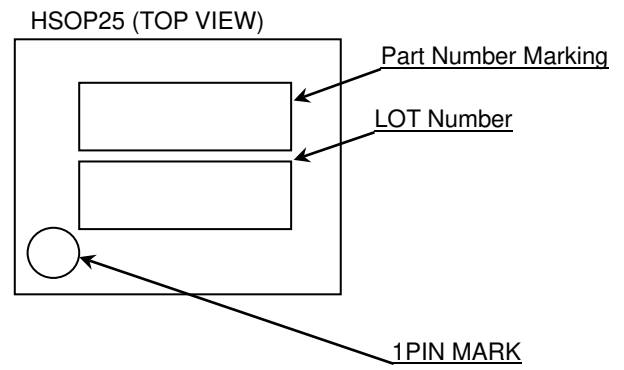 HSOP25 (TOP VIEW)
Part Number Marking
LOT Number
1PIN MARK